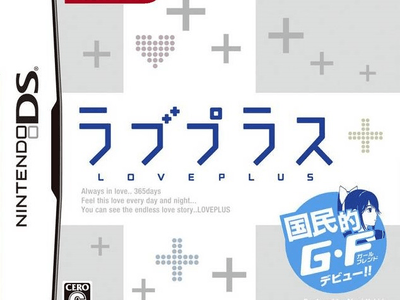 NINTENDO DS
ラブプラス
LOVEPLUS
Always in love.. 365days
Feel this love every day and night...
You can see the endless love story...LOVEPLUS
国民的
G・F
ガールフレンド
デビュー!!
CERO